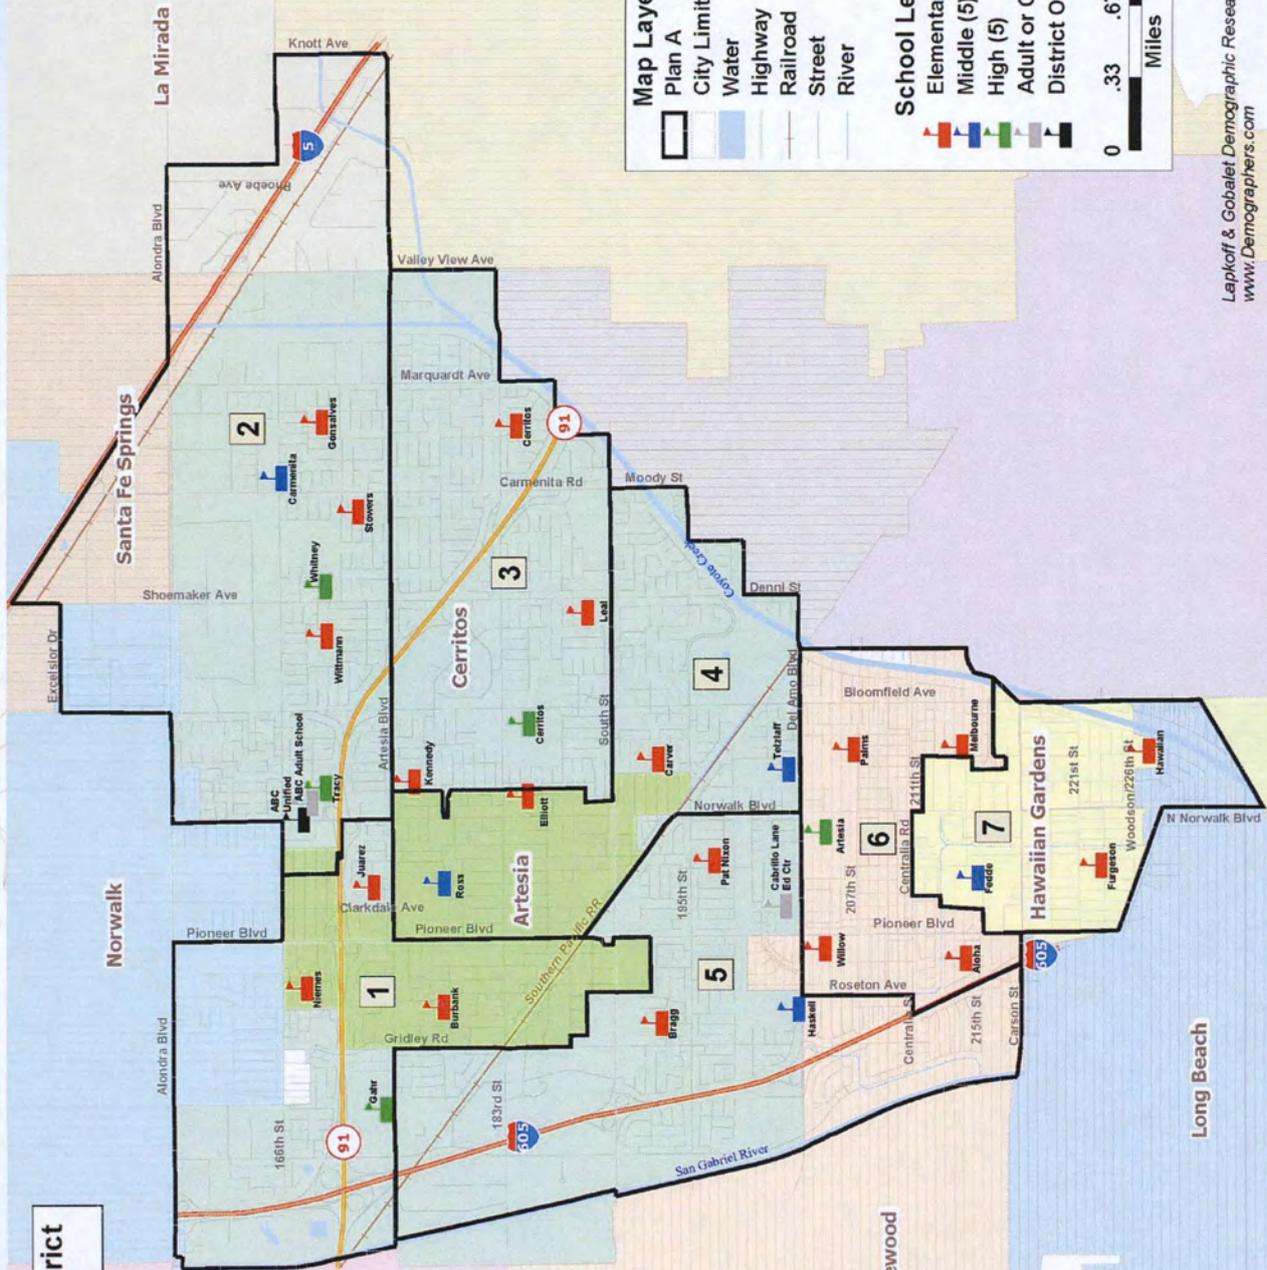 Knott Ave
La Mirada
5
Phoebe Ave
Alondra Blvd
Valley View Ave
Santa Fe Springs
Marquardt Ave
2
Gonsalves
Carmenita
Stowers
Cerritos
91
Carmenita Rd
Moody St
Whitney
Shoemaker Ave
3
Coyote Creek
Denni St
Excelsior Dr
Wittmann
Cerritos
Leal
4
Bloomfield Ave
Del Amo Blvd
Artesia Blvd
Cerritos
South St
Kennedy
Carver
Tetzlaff
Palms
Melbourne
221st St
Woodson/226th St
Hawaiian
ABC
Unified
ABC Adult School
Tracy
Elliott
Norwalk Blvd
211th St
N Norwalk Blvd
Hawaiian Gardens
Artesia
6
7
Centralia Rd
Fedde
Furgeson
Norwalk
Juarez
Clarkdale Ave
Ross
Artesia
Pat Nixon
195th St
Cabrillo Lane
Ed Ctr
207th St
Pioneer Blvd
Pioneer Blvd
Pioneer Blvd
Niemes
1
Burbank
Southern Pacific RR
5
Willow
Aloha
605
Roseton Ave
Haskell
Bragg
Gridley Rd
Centralia S
215th St
Carson St
Alondra Blvd
166th St
91
Gahr
183rd St
605
San Gabriel River
Long Beach
ewood
rict
Map Laye
Plan A
City Limit
Water
Highway
Railroad
Street
River
School Le
Elementa
Middle (5)
High (5)
Adult or C
District O
0
.33
.6
Miles
Lapkoff & Gobalet Demographic Resea
www.Demographers.com